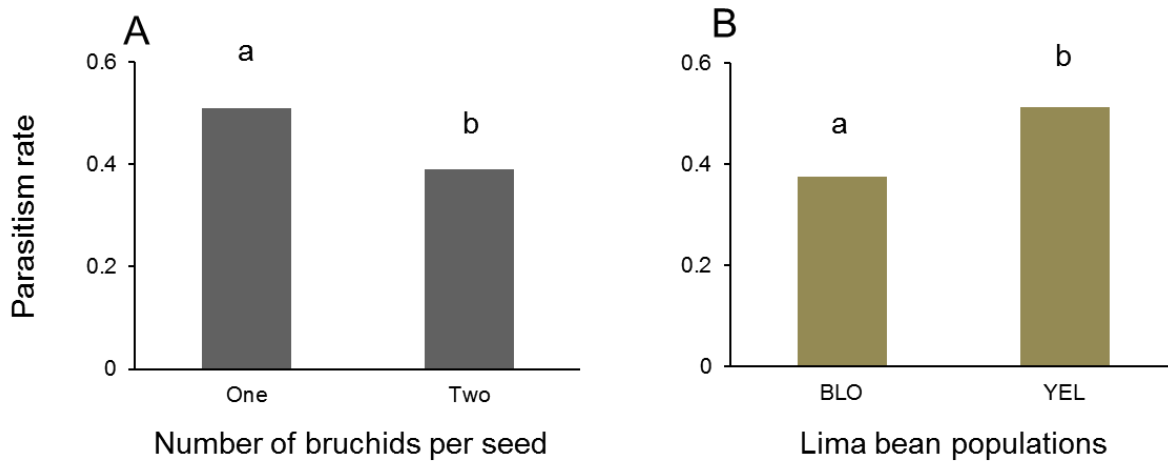 A
Parasitism rate
0.6
0.4
0.2
0
a
b
One
Two
Number of bruchids per seed
B
0.6
0.4
0.2
0
a
b
BLO
YEL
Lima bean populations